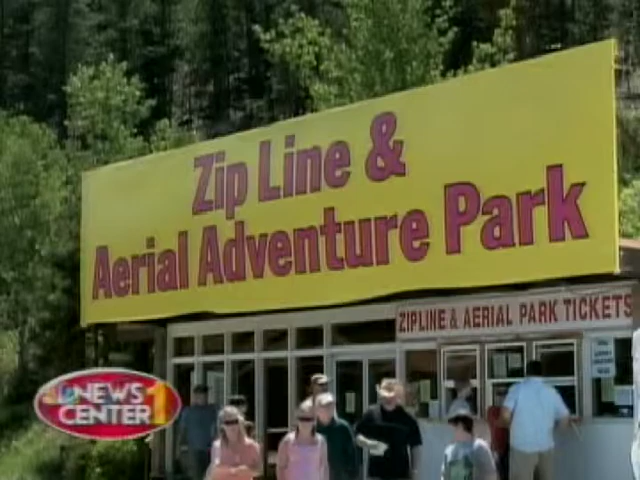 Zip Line &
Aerial Adventure Park
ZIPLINE & AERIAL PARK TICKETS
NEWS
CENTER 1